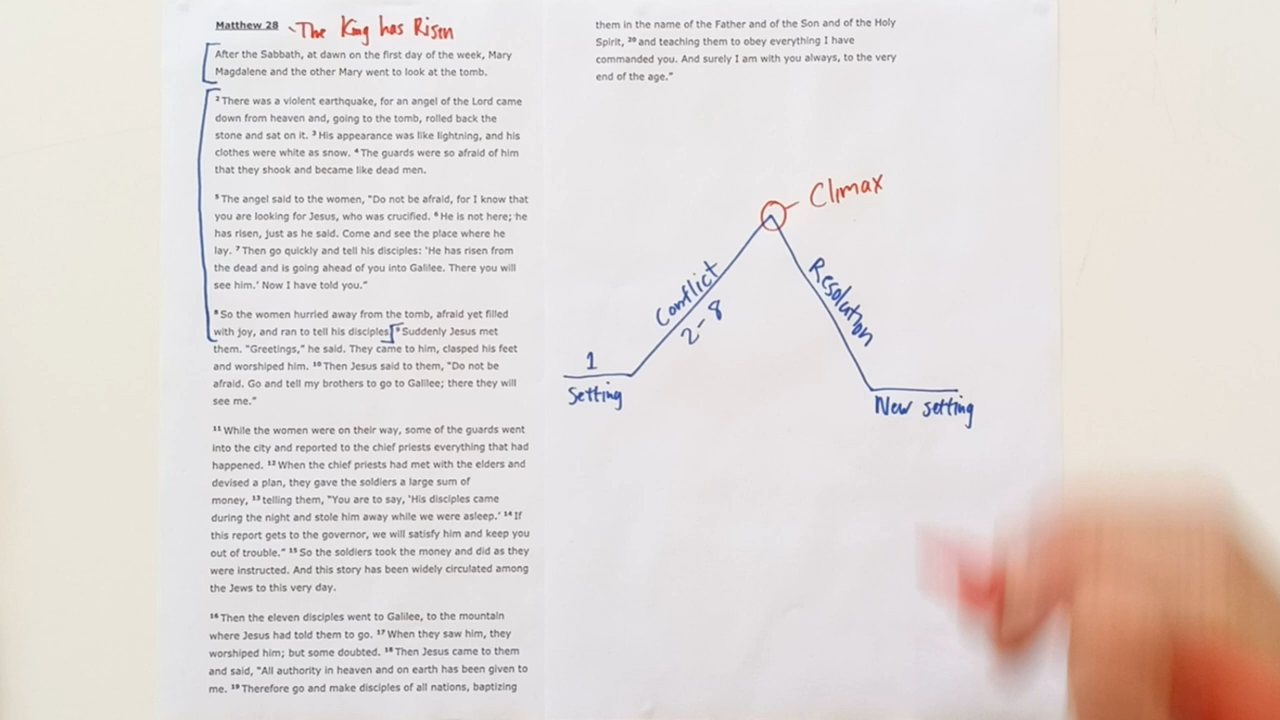 Matthew 28 - The King has Risen
After the Sabbath, at dawn on the first day of the week, Mary
Magdalene and the other Mary went to look at the tomb.
2 There was a violent earthquake, for an angel of the Lord came
down from heaven and, going to the tomb, rolled back the
stone and sat on it. 3 His appearance was like lightning, and his
clothes were white as snow. 4 The guards were so afraid of him
that they shook and became like dead men.
5 The angel said to the women, "Do not be afraid, for I know that
you are looking for Jesus, who was crucified. 6 He is not here; he
has risen, just as he said. Come and see the place where he
lay. 7 Then go quickly and tell his disciples: 'He has risen from
the dead and is going ahead of you into Galilee. There you will
see him.' Now I have told you."
8 So the women hurried away from the tomb, afraid yet filled
with joy, and ran to tell his disciples. 9 Suddenly Jesus met
them. "Greetings," he said. They came to him, clasped his feet
and worshiped him. 10 Then Jesus said to them, "Do not be
afraid. Go and tell my brothers to go to Galilee; there they will
see me."
11 While the women were on their way, some of the guards went
into the city and reported to the chief priests everything that had
happened. 12 When the chief priests had met with the elders and
devised a plan, they gave the soldiers a large sum of
money, 13 telling them, "You are to say, 'His disciples came
during the night and stole him away while we were asleep.' 14 If
this report gets to the governor, we will satisfy him and keep you
out of trouble." 15 So the soldiers took the money and did as they
were instructed. And this story has been widely circulated among
the Jews to this very day.
16 Then the eleven disciples went to Galilee, to the mountain
where Jesus had told them to go. 17 When they saw him, they
worshiped him; but some doubted. 18 Then Jesus came to them
and said, "All authority in heaven and on earth has been given to
me. 19 Therefore go and make disciples of all nations, baptizing
them in the name of the Father and of the Son and of the Holy
Spirit, 20 and teaching them to obey everything I have
commanded you. And surely I am with you always, to the very
end of the age."
Climax
Conflict
2-8
Resolution
1
Setting
New setting